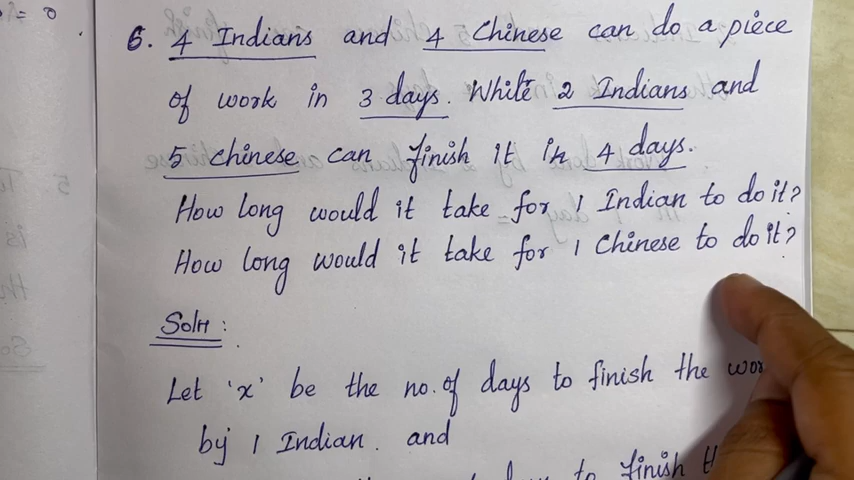 6. 4 Indians and 4 Chinese can do a piece
of work in 3 days. While 2 Indians and
5 chinese can finish it in 4 days.
How long would it take for 1 Indian to do it?
How long would it take for 1 Chinese to do it?
Soln:
Let 'x' be the no. of days to finish the
by 1 Indian. and
days to finish